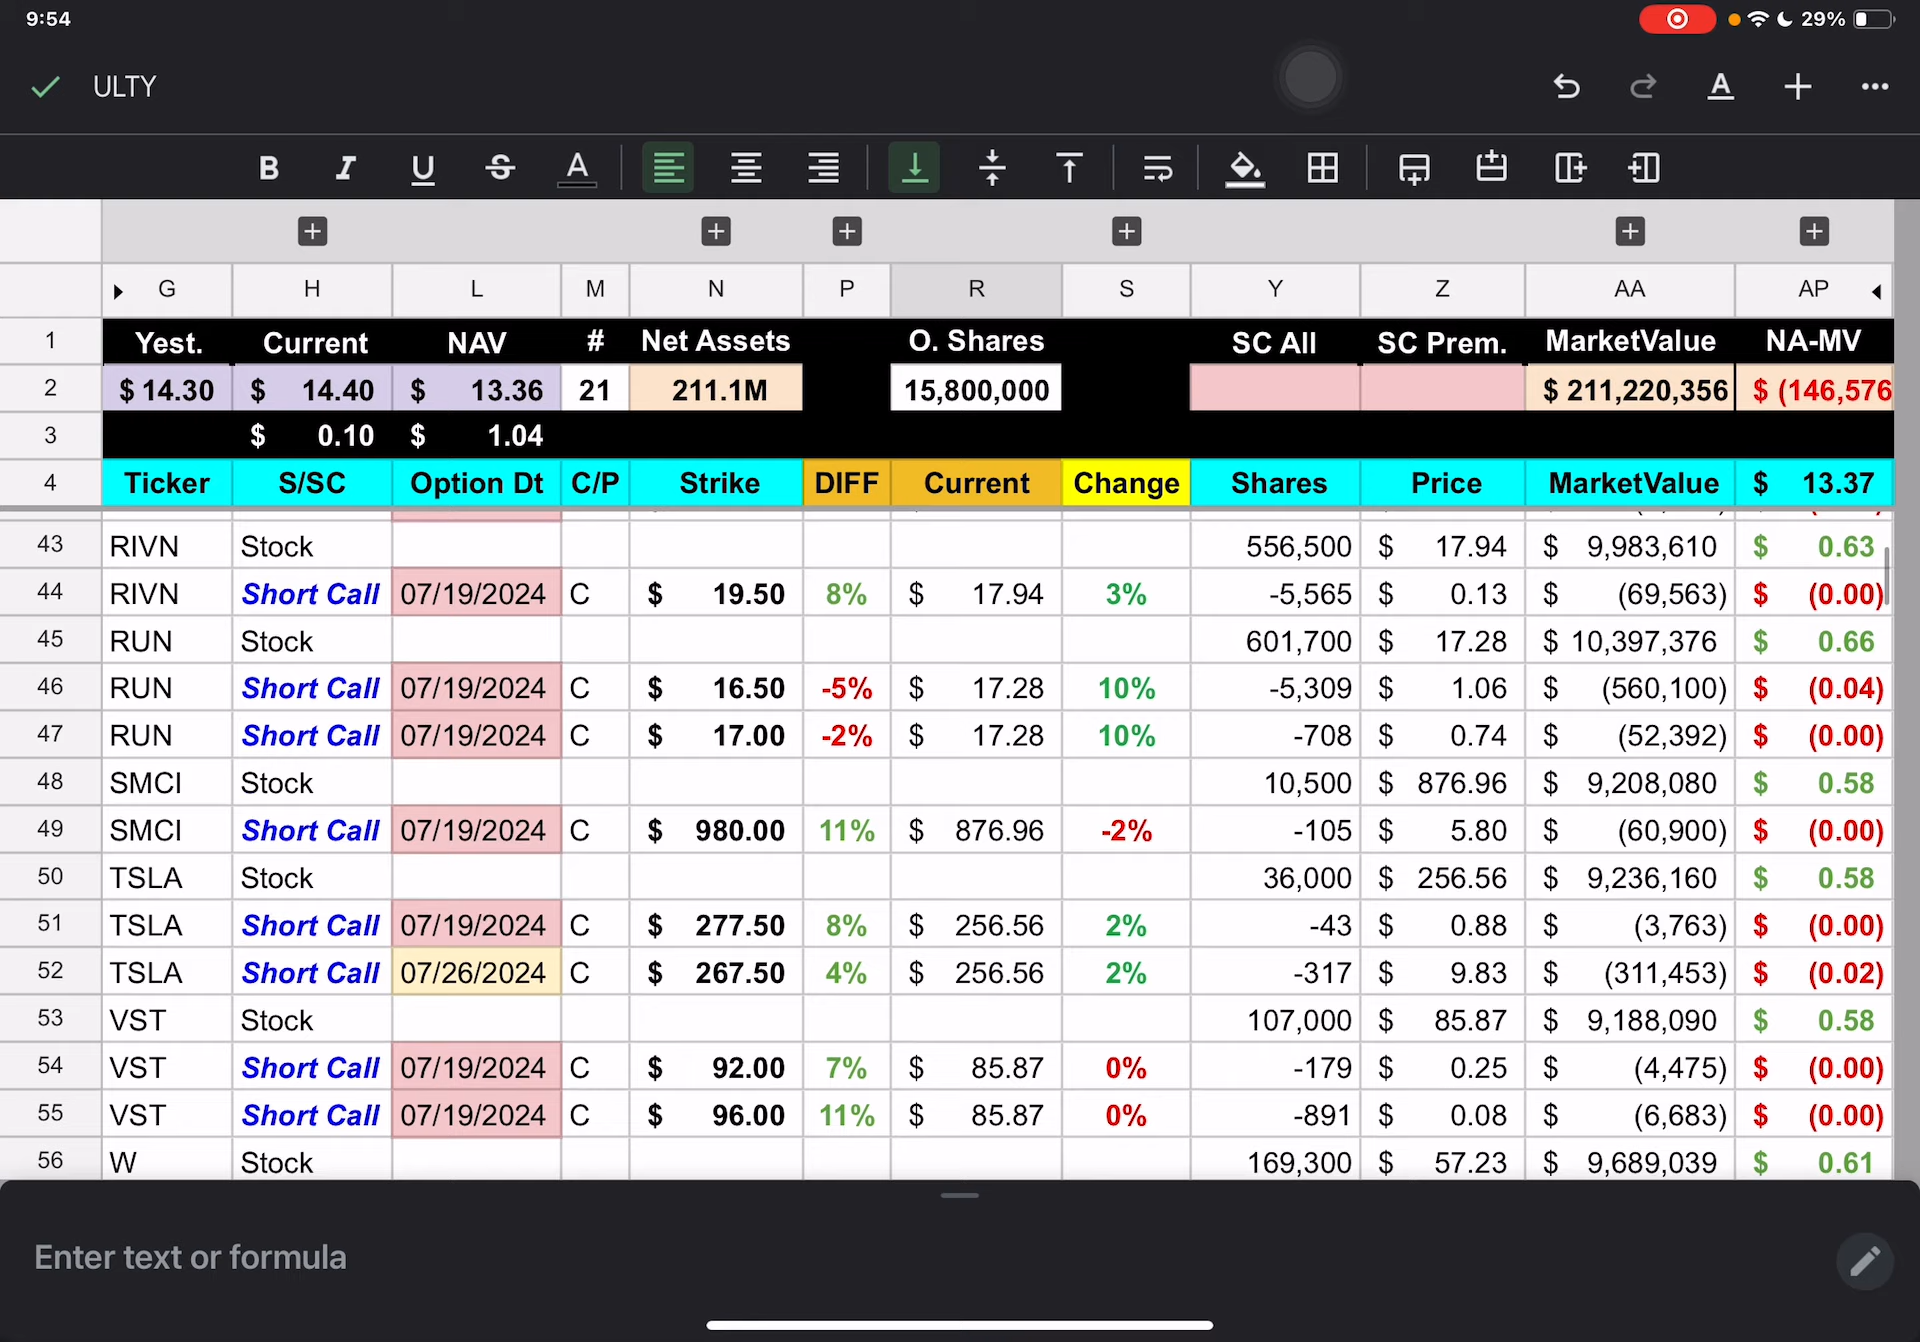 9:54
29%
ULTY
B I U S A
G H L M N P R S Y Z AA AP
1 Yest. Current NAV # Net Assets O. Shares SC All SC Prem. MarketValue NA-MV
2 $ 14.30 $ 14.40 $ 13.36 21 211.1M 15,800,000 $ 211,220,356 $ (146,576
3 $ 0.10 $ 1.04
4 Ticker S/SC Option Dt C/P Strike DIFF Current Change Shares Price MarketValue $ 13.37
43 RIVN Stock 556,500 $ 17.94 $ 9,983,610 $ 0.63
44 RIVN Short Call 07/19/2024 C $ 19.50 8% $ 17.94 3% -5,565 $ 0.13 $ (69,563) $ (0.00)
45 RUN Stock 601,700 $ 17.28 $ 10,397,376 $ 0.66
46 RUN Short Call 07/19/2024 C $ 16.50 -5% $ 17.28 10% -5,309 $ 1.06 $ (560,100) $ (0.04)
47 RUN Short Call 07/19/2024 C $ 17.00 -2% $ 17.28 10% -708 $ 0.74 $ (52,392) $ (0.00)
48 SMCI Stock 10,500 $ 876.96 $ 9,208,080 $ 0.58
49 SMCI Short Call 07/19/2024 C $ 980.00 11% $ 876.96 -2% -105 $ 5.80 $ (60,900) $ (0.00)
50 TSLA Stock 36,000 $ 256.56 $ 9,236,160 $ 0.58
51 TSLA Short Call 07/19/2024 C $ 277.50 8% $ 256.56 2% -43 $ 0.88 $ (3,763) $ (0.00)
52 TSLA Short Call 07/26/2024 C $ 267.50 4% $ 256.56 2% -317 $ 9.83 $ (311,453) $ (0.02)
53 VST Stock 107,000 $ 85.87 $ 9,188,090 $ 0.58
54 VST Short Call 07/19/2024 C $ 92.00 7% $ 85.87 0% -179 $ 0.25 $ (4,475) $ (0.00)
55 VST Short Call 07/19/2024 C $ 96.00 11% $ 85.87 0% -891 $ 0.08 $ (6,683) $ (0.00)
56 W Stock 169,300 $ 57.23 $ 9,689,039 $ 0.61
Enter text or formula